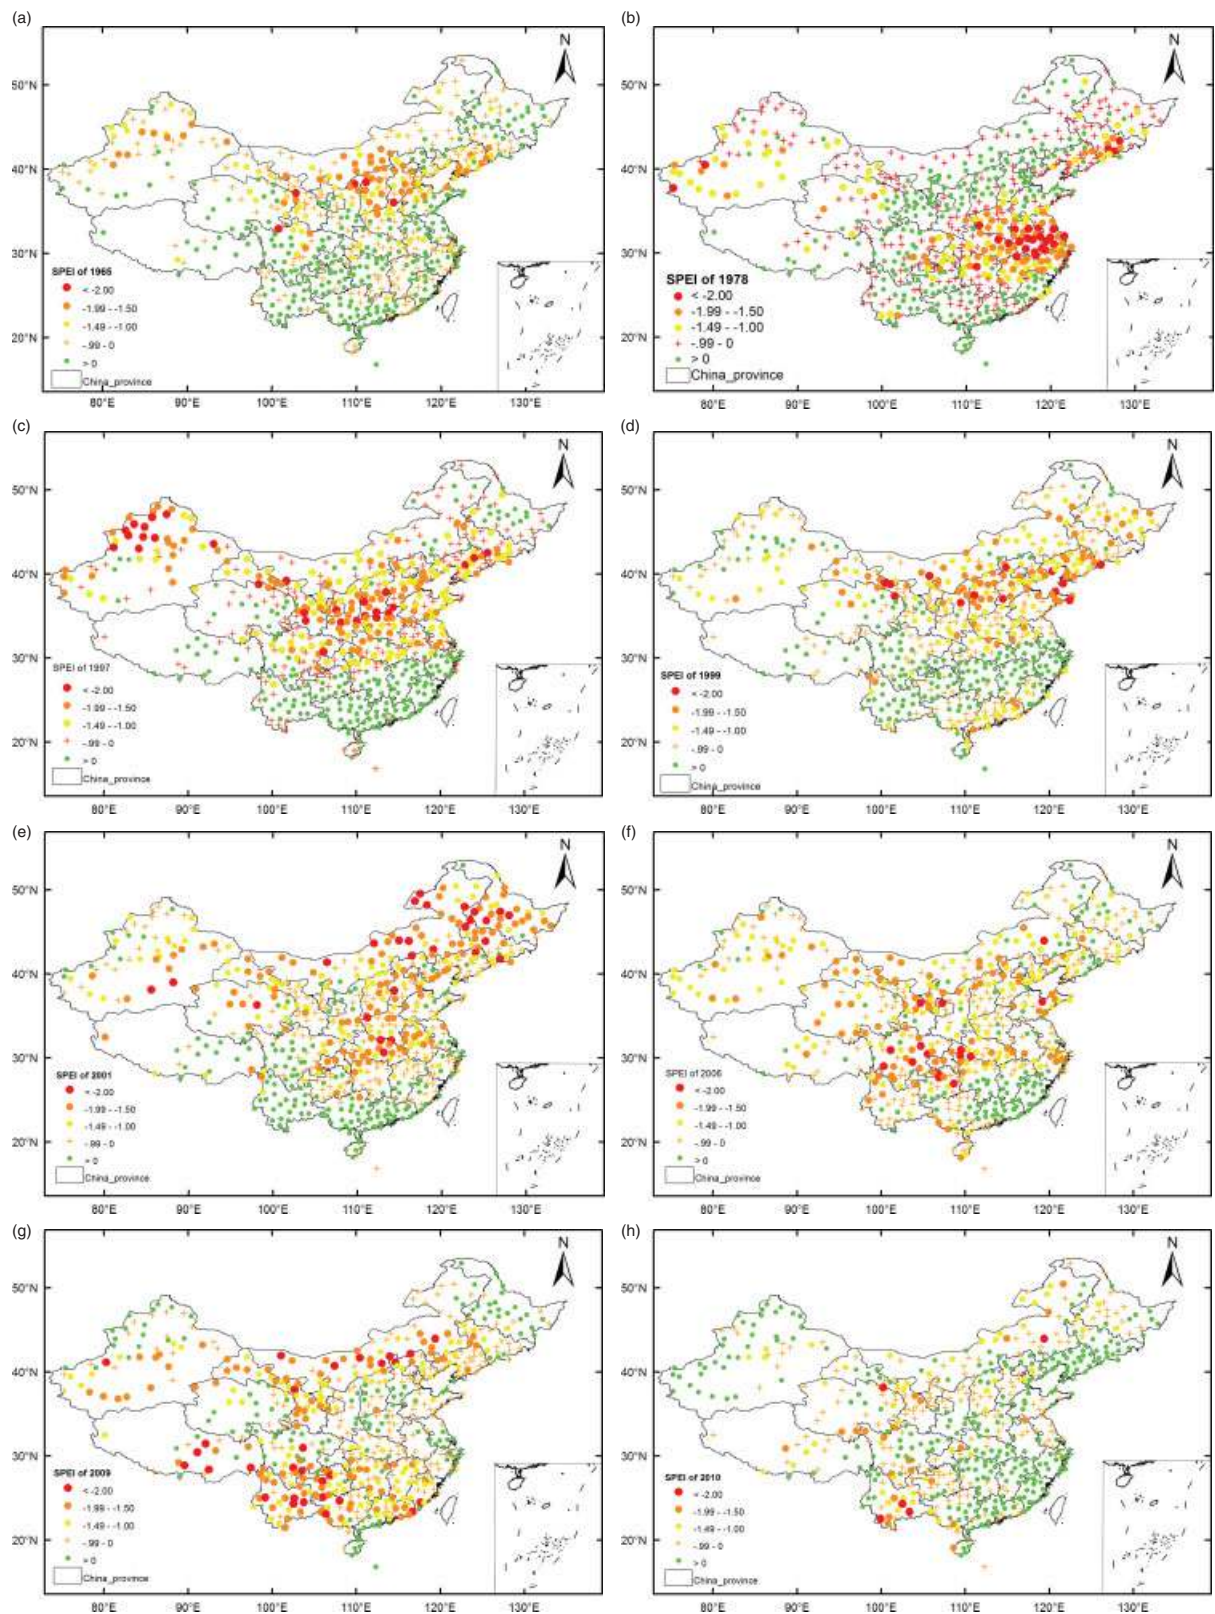 (a)
(b)
N
N
50°N
40°N
30°N
20°N
50°N
40°N
30°N
20°N
SPEI of 1965
< -2.00
-1.99 - -1.50
-1.49 - -1.00
-.99 - 0
> 0
China_province
SPEI of 1978
< -2.00
-1.99 - -1.50
-1.49 - -1.00
-.99 - 0
> 0
China_province
80°E 90°E 100°E 110°E 120°E 130°E
80°E 90°E 100°E 110°E 120°E 130°E
(c)
(d)
N
N
50°N
40°N
30°N
20°N
50°N
40°N
30°N
20°N
SPEI of 1997
< -2.00
-1.99 - -1.50
-1.49 - -1.00
-.99 - 0
> 0
China_province
SPEI of 1999
< -2.00
-1.99 - -1.50
-1.49 - -1.00
-.99 - 0
> 0
China_province
80°E 90°E 100°E 110°E 120°E 130°E
80°E 90°E 100°E 110°E 120°E 130°E
(e)
(f)
N
N
50°N
40°N
30°N
20°N
50°N
40°N
30°N
20°N
SPEI of 2001
< -2.00
-1.99 - -1.50
-1.49 - -1.00
-.99 - 0
> 0
China_province
SPEI of 2006
< -2.00
-1.99 - -1.50
-1.49 - -1.00
-.99 - 0
> 0
China_province
80°E 90°E 100°E 110°E 120°E 130°E
80°E 90°E 100°E 110°E 120°E 130°E
(g)
(h)
N
N
50°N
40°N
30°N
20°N
50°N
40°N
30°N
20°N
SPEI of 2009
< -2.00
-1.99 - -1.50
-1.49 - -1.00
-.99 - 0
> 0
China_province
SPEI of 2010
< -2.00
-1.99 - -1.50
-1.49 - -1.00
-.99 - 0
> 0
China_province
80°E 90°E 100°E 110°E 120°E 130°E
80°E 90°E 100°E 110°E 120°E 130°E